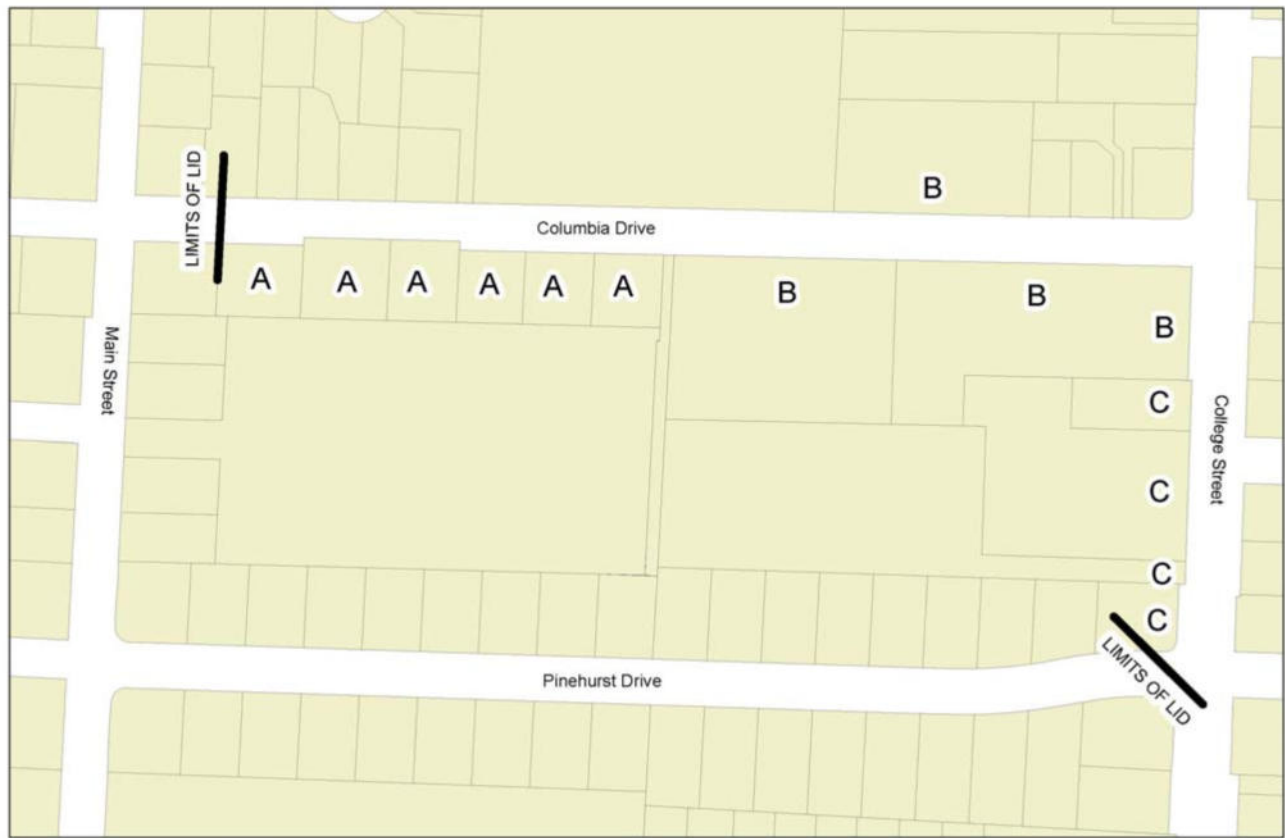 LIMITS OF LID
B
Columbia Drive
A
A
A
A
A
A
B
B
B
Main Street
C
College Street
C
C
C
Pinehurst Drive
LIMITS OF LID